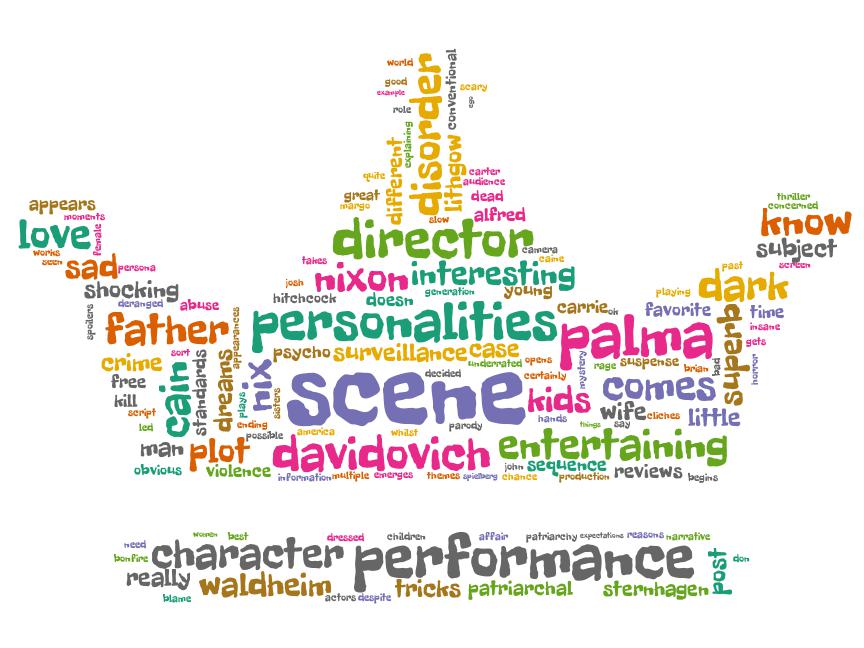 world
good
example
role
explaining
different
disorder
conventional
lithgow
scary
ego
quite
great
margo
slow
carter
audience
dead
alfred
director
camera
caine
takes
josh
nixon
interesting
generation
young
hitchcock
doesn
appears
moments
love
female
works
seen
sad
persona
shocking
deranged
abuse
spoilers
father
appearances
crime
sort
free
kill
script
led
cain
standards
dreams
plays
nix
sisters
man
plot
ending
possible
obvious
violence
personalities
psycho
surveillance
case
underrated
opens
decided
certainly
scene
kids
hands
america
whilst
parody
davidovich
entertaining
information
multiple
emerges
themes
spielberg
john
sequence
chance
production
reviews
begins
thriller
concerned
know
subject
screen
past
playing
dark
carrie
ok
favorite
time
insane
gets
palma
superb
mystery
rage
suspense
brian
bad
horror
comes
wife
cliches
little
things
say
need
women
best
dressed
children
affair
patriarchy
expectations
reasons
narrative
bonfire
character
performance
post
don
really
waldheim
tricks
patriarchal
sternhagen
blame
actors
despite